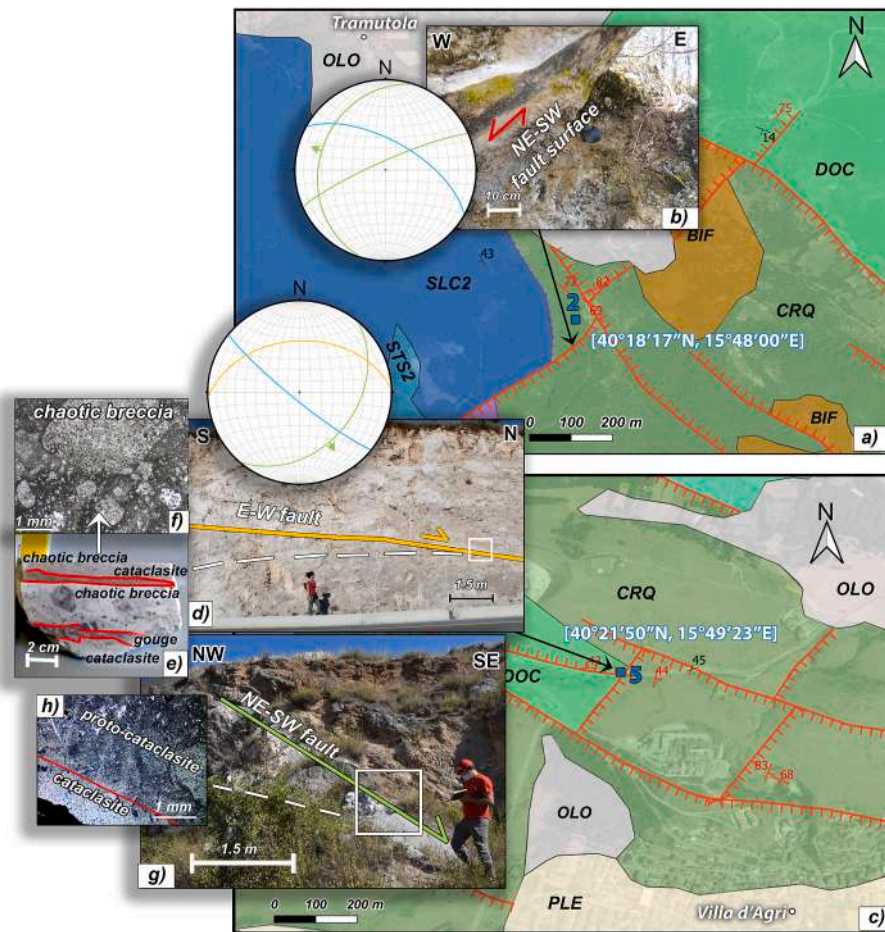 Tramutola
OLO
N
W
E
NE-SW
fault surface
10 cm
b)
N
75
14
DOC
BIF
43
SLC2
82
63
2
CRQ
[40°18'17"N, 15°48'00"E]
STS2
BIF
0 100 200 m
a)
N
chaotic breccia
1 mm
f)
S
N
E-W fault
1.5 m
d)
chaotic breccia
cataclasite
chaotic breccia
gouge
cataclasite
2 cm
e)
N
CRQ
OLO
[40°21'50"N, 15°49'23"E]
DOC
5
44
45
83
68
OLO
PLE
Villa d'Agri
0 100 200 m
c)
NW
SE
NE-SW fault
1.5 m
g)
h)
proto-cataclasite
cataclasite
1 mm